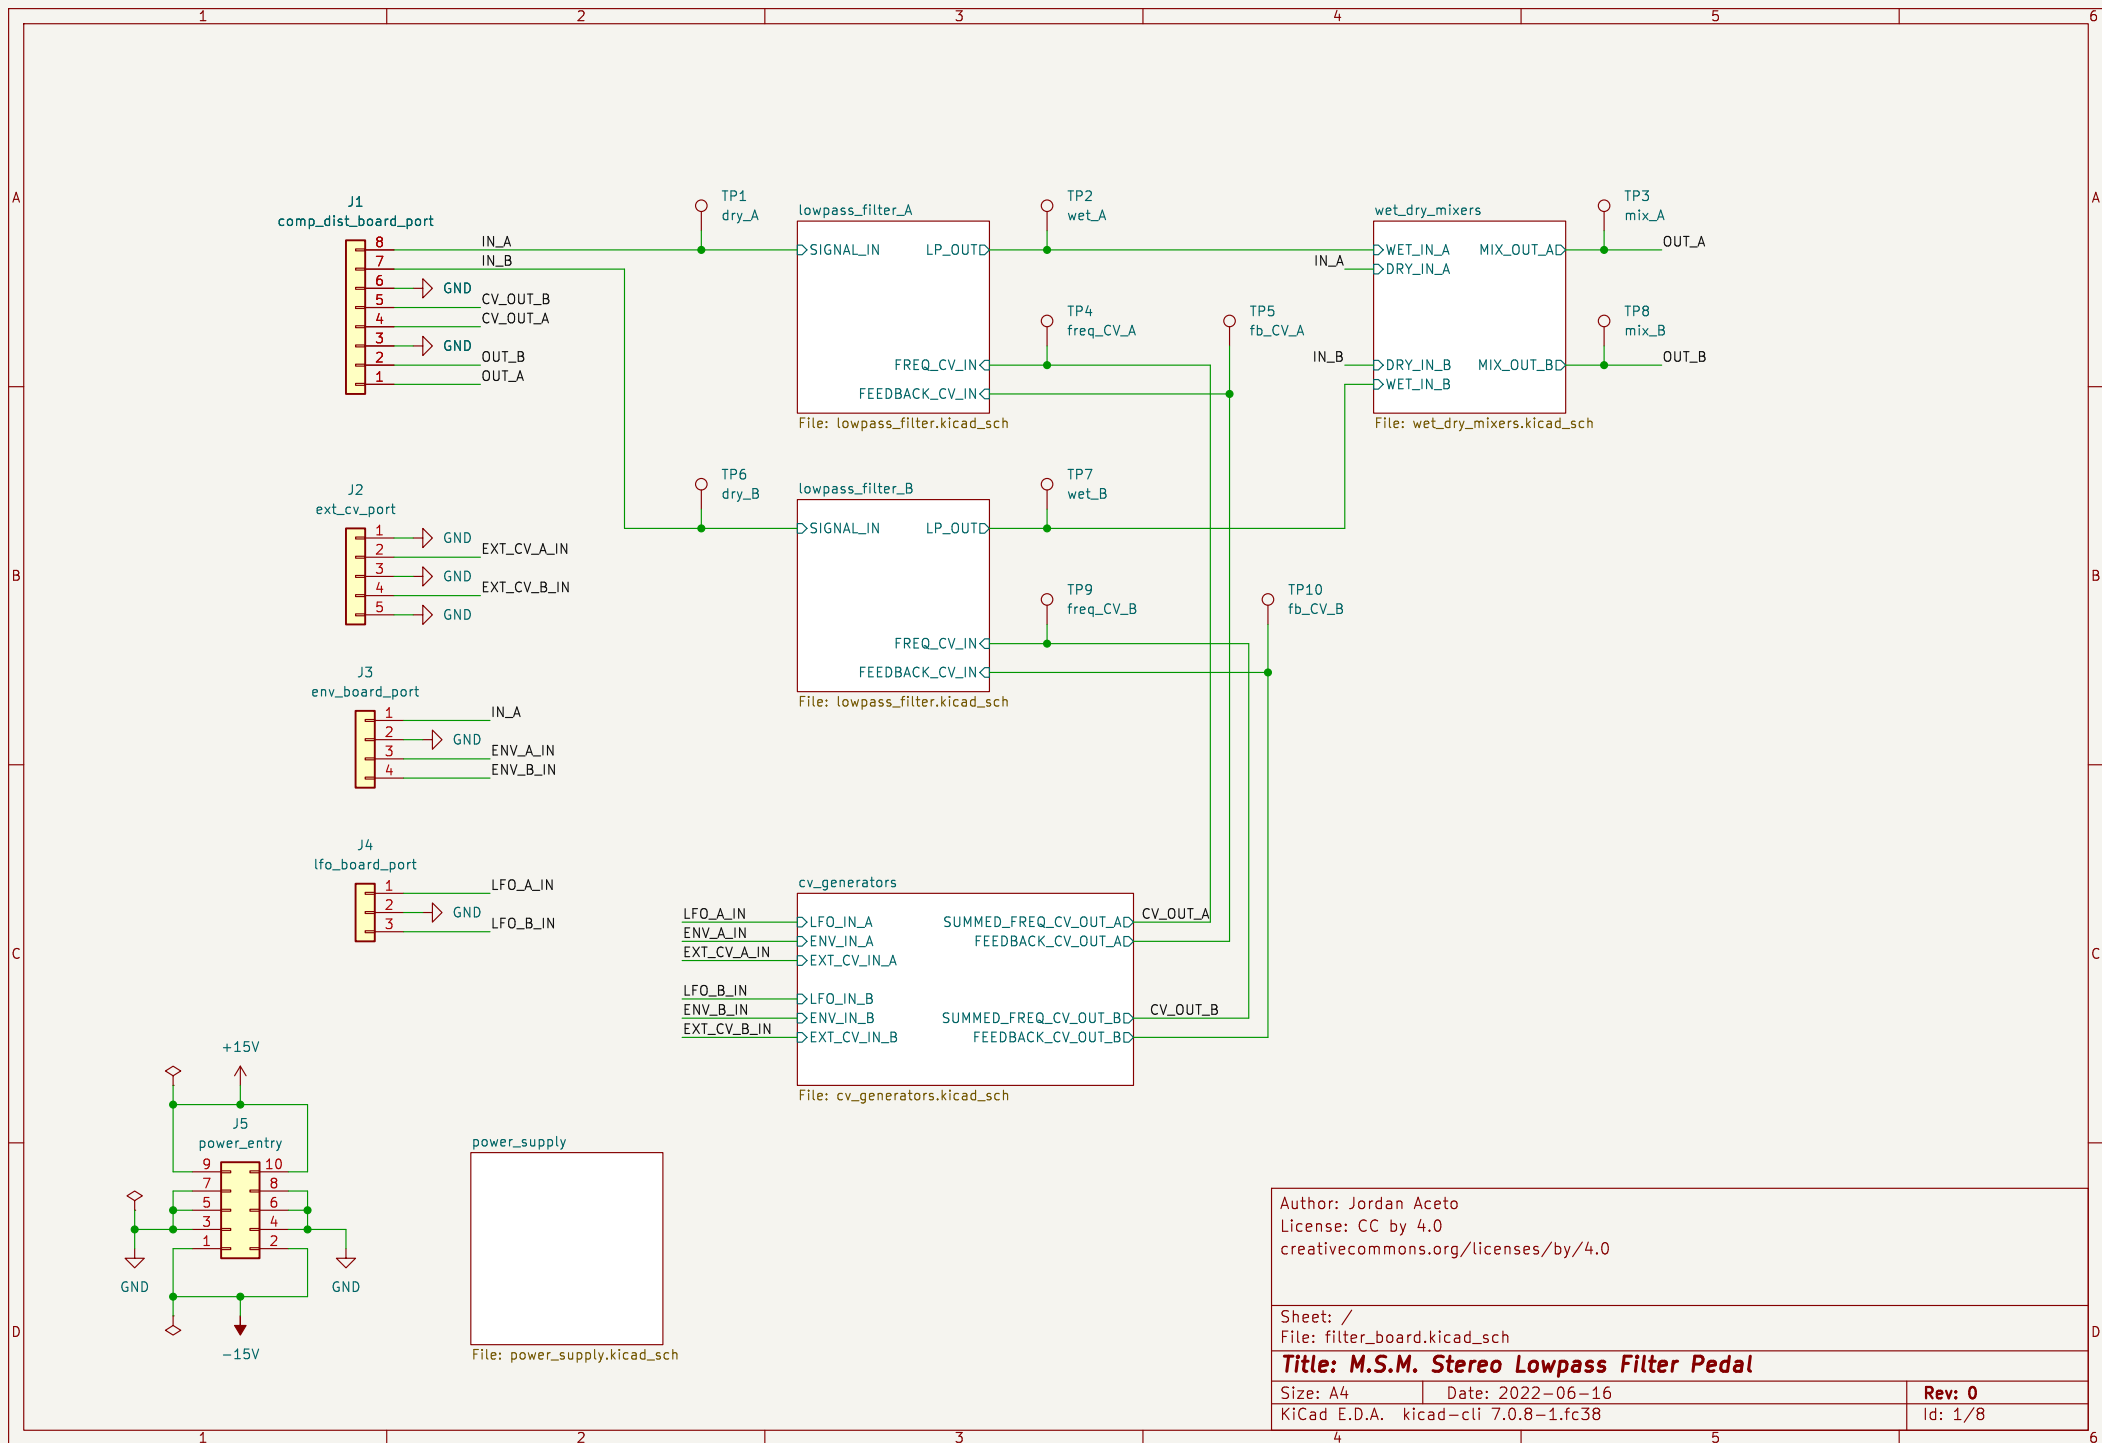 1 2 3 4 5 6
A A
B B
C C
D D
J1
comp_dist_board_port
8 IN_A
7 IN_B
6 GND
5 CV_OUT_B
4 CV_OUT_A
3 GND
2 OUT_B
1 OUT_A
J2
ext_cv_port
1 GND
2 EXT_CV_A_IN
3 GND
4 EXT_CV_B_IN
5 GND
J3
env_board_port
1 IN_A
2 GND
3 ENV_A_IN
4 ENV_B_IN
J4
lfo_board_port
1 LFO_A_IN
2 GND
3 LFO_B_IN
+15V
J5
power_entry
9 10
7 8
5 6
3 4
1 2
GND GND
-15V
power_supply
File: power_supply.kicad_sch
TP1
dry_A
lowpass_filter_A
SIGNAL_IN LP_OUT
FREQ_CV_IN
FEEDBACK_CV_IN
File: lowpass_filter.kicad_sch
TP2
wet_A
TP4
freq_CV_A
TP5
fb_CV_A
TP6
dry_B
lowpass_filter_B
SIGNAL_IN LP_OUT
FREQ_CV_IN
FEEDBACK_CV_IN
File: lowpass_filter.kicad_sch
TP7
wet_B
TP9
freq_CV_B
TP10
fb_CV_B
wet_dry_mixers
WET_IN_A MIX_OUT_A
IN_A DRY_IN_A
IN_B DRY_IN_B MIX_OUT_B
WET_IN_B
File: wet_dry_mixers.kicad_sch
TP3
mix_A
OUT_A
TP8
mix_B
OUT_B
cv_generators
LFO_A_IN LFO_IN_A SUMMED_FREQ_CV_OUT_A CV_OUT_A
ENV_A_IN ENV_IN_A FEEDBACK_CV_OUT_A
EXT_CV_A_IN EXT_CV_IN_A
LFO_B_IN LFO_IN_B
ENV_B_IN ENV_IN_B SUMMED_FREQ_CV_OUT_B CV_OUT_B
EXT_CV_B_IN EXT_CV_IN_B FEEDBACK_CV_OUT_B
File: cv_generators.kicad_sch
Author: Jordan Aceto
License: CC by 4.0
creativecommons.org/licenses/by/4.0
Sheet: /
File: filter_board.kicad_sch
Title: M.S.M. Stereo Lowpass Filter Pedal
Size: A4 Date: 2022-06-16 Rev: 0
KiCad E.D.A. kicad-cli 7.0.8-1.fc38 Id: 1/8
1 2 3 4 5 6